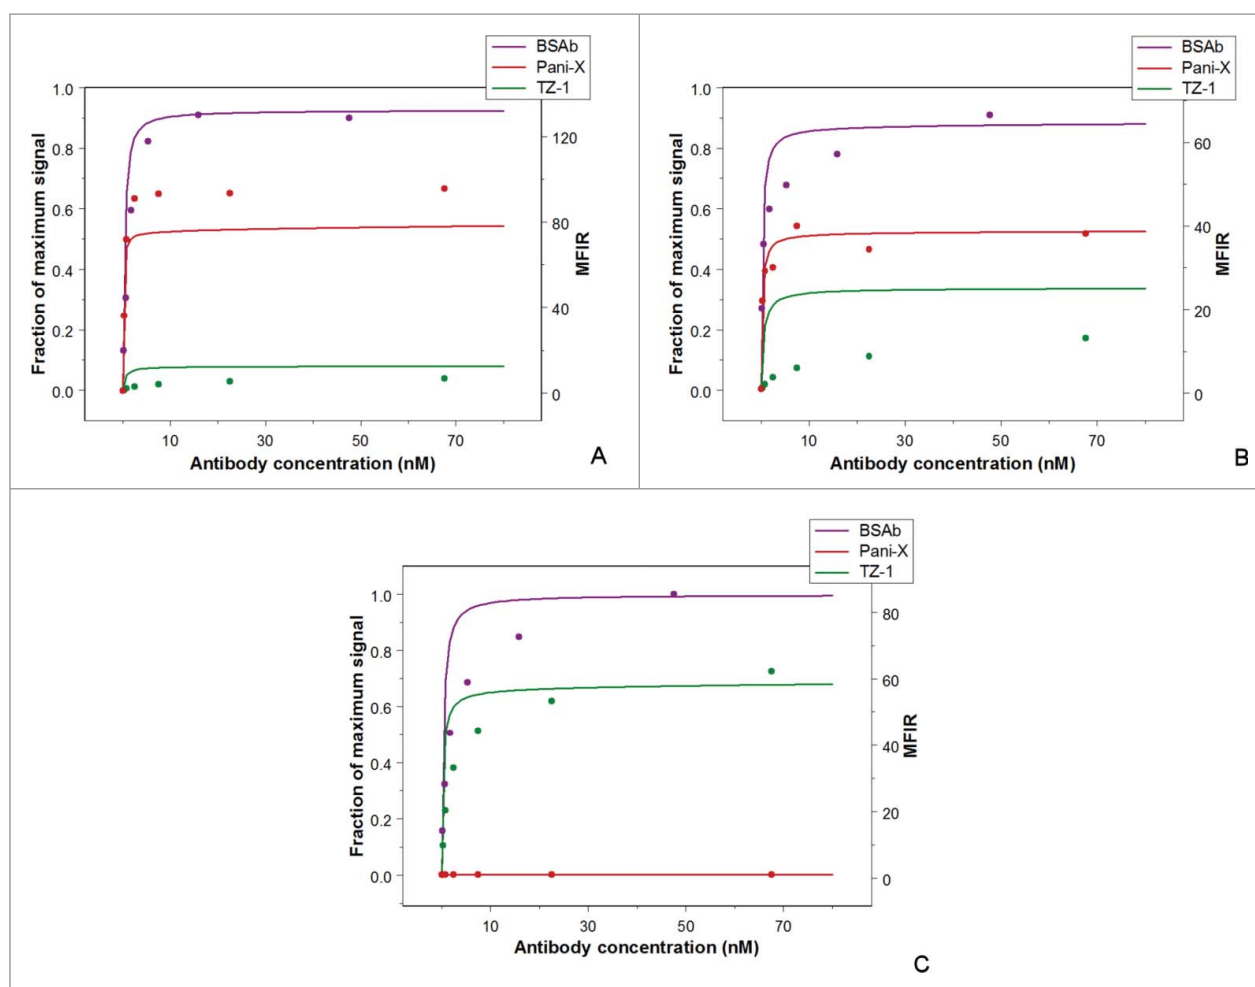 BSAb
Pani-X
TZ-1
1.0
0.8
0.6
0.4
0.2
0.0
Fraction of maximum signal
120
80
40
0
MFIR
10 30 50 70
Antibody concentration (nM)
A
BSAb
Pani-X
TZ-1
1.0
0.8
0.6
0.4
0.2
0.0
Fraction of maximum signal
60
40
20
0
MFIR
10 30 50 70
Antibody concentration (nM)
B
BSAb
Pani-X
TZ-1
1.0
0.8
0.6
0.4
0.2
0.0
Fraction of maximum signal
80
60
40
20
0
MFIR
10 30 50 70
Antibody concentration (nM)
C